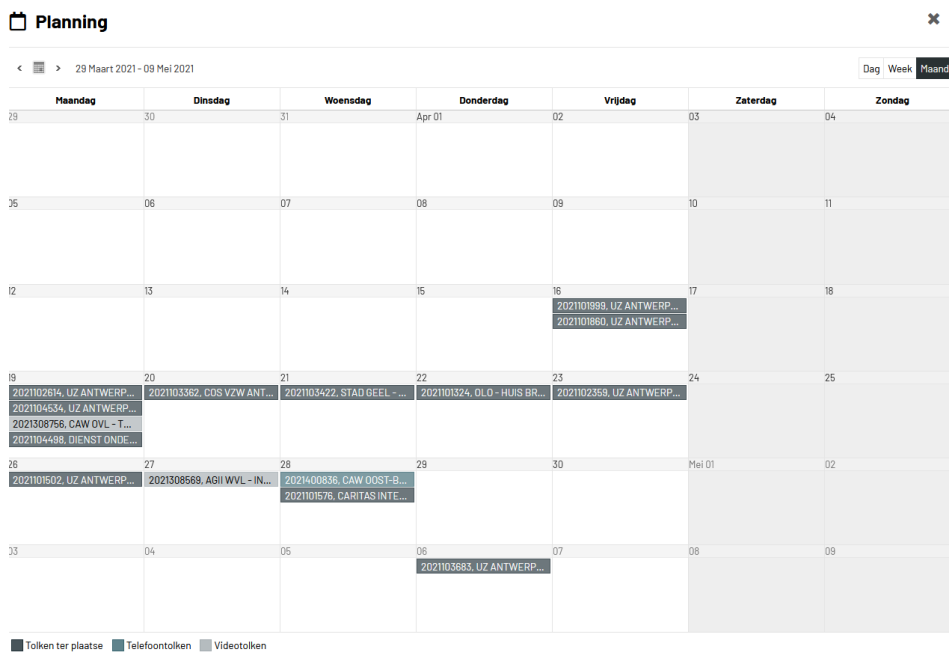 Planning
29 Maart 2021 - 09 Mei 2021
Dag Week Maand
Maandag Dinsdag Woensdag Donderdag Vrijdag Zaterdag Zondag
29 30 31 Apr 01 02 03 04
05 06 07 08 09 10 11
12 13 14 15 16 17 18
2021101999, UZ ANTWERP...
2021101860, UZ ANTWERP...
19 20 21 22 23 24 25
2021102614, UZ ANTWERP... 2021103362, COS VZW ANT... 2021103422, STAD GEEL - ... 2021101324, OLO - HUIS BR... 2021102359, UZ ANTWERP...
2021104534, UZ ANTWERP...
2021308756, CAW OVL - T...
2021104498, DIENST ONDE...
26 27 28 29 30 Mei 01 02
2021101502, UZ ANTWERP... 2021308569, AGII WVL - IN... 2021400836, CAW OOST-B...
2021101576, CARITAS INTE...
03 04 05 06 07 08 09
2021103683, UZ ANTWERP...
Tolken ter plaatse Telefoontolken Videotolken